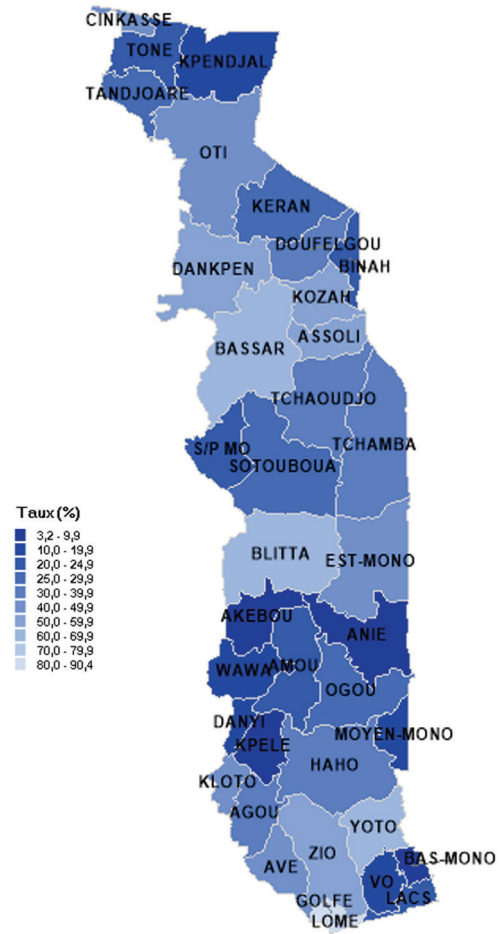 CINKASSE
TONE
KPENDJAL
TANDJOARE
OTI
KERAN
DOUFELGOU
BINAH
DANKPEN
KOZAH
ASSOLI
BASSAR
TCHAOUDJO
TCHAMBA
S/P MO
SOTOUBOUA
BLITTA
EST-MONO
AKEBOU
ANIE
WAWA
AMOU
OGOU
DANYI
KPELE
MOYEN-MONO
HAHO
KLOTO
AGOU
YOTO
ZIO
AVE
BAS-MONO
VO
LACS
GOLFE
LOME
Taux (%)
3,2 - 9,9
10,0 - 19,9
20,0 - 24,9
25,0 - 29,9
30,0 - 39,9
40,0 - 49,9
50,0 - 59,9
60,0 - 69,9
70,0 - 79,9
80,0 - 90,4